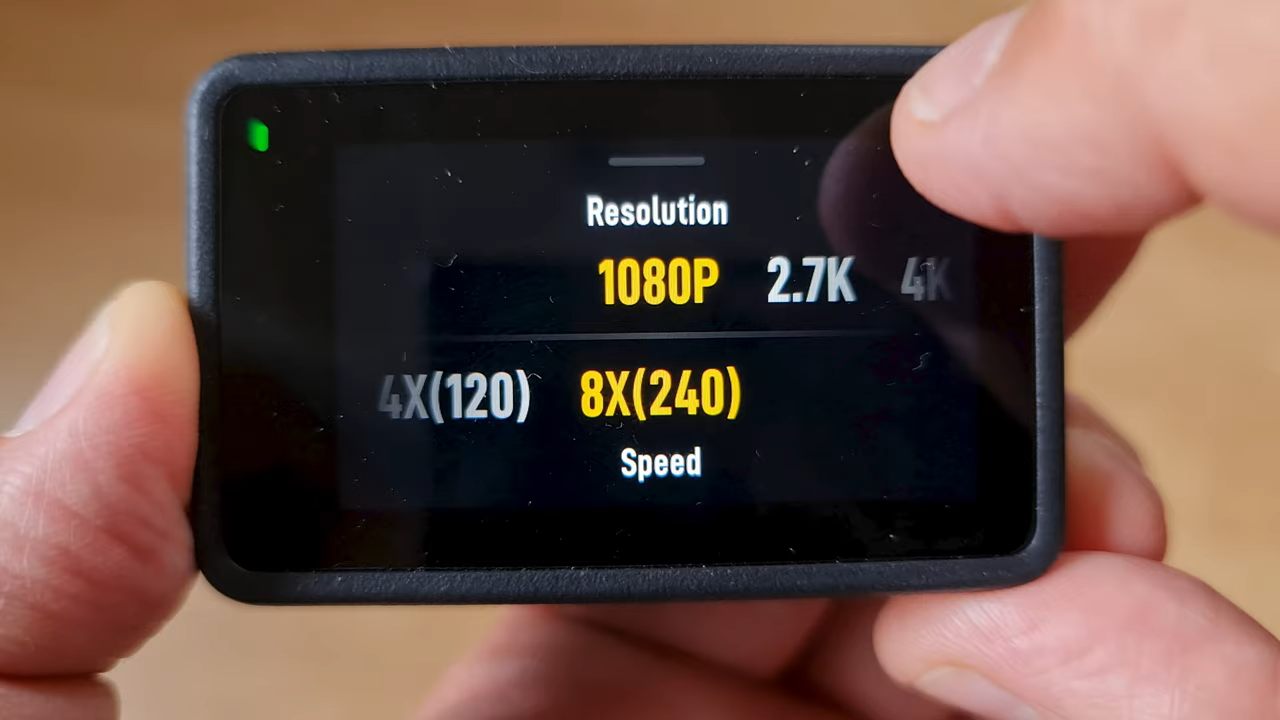 Resolution
1080P 2.7K 4K
4X(120) 8X(240)
Speed